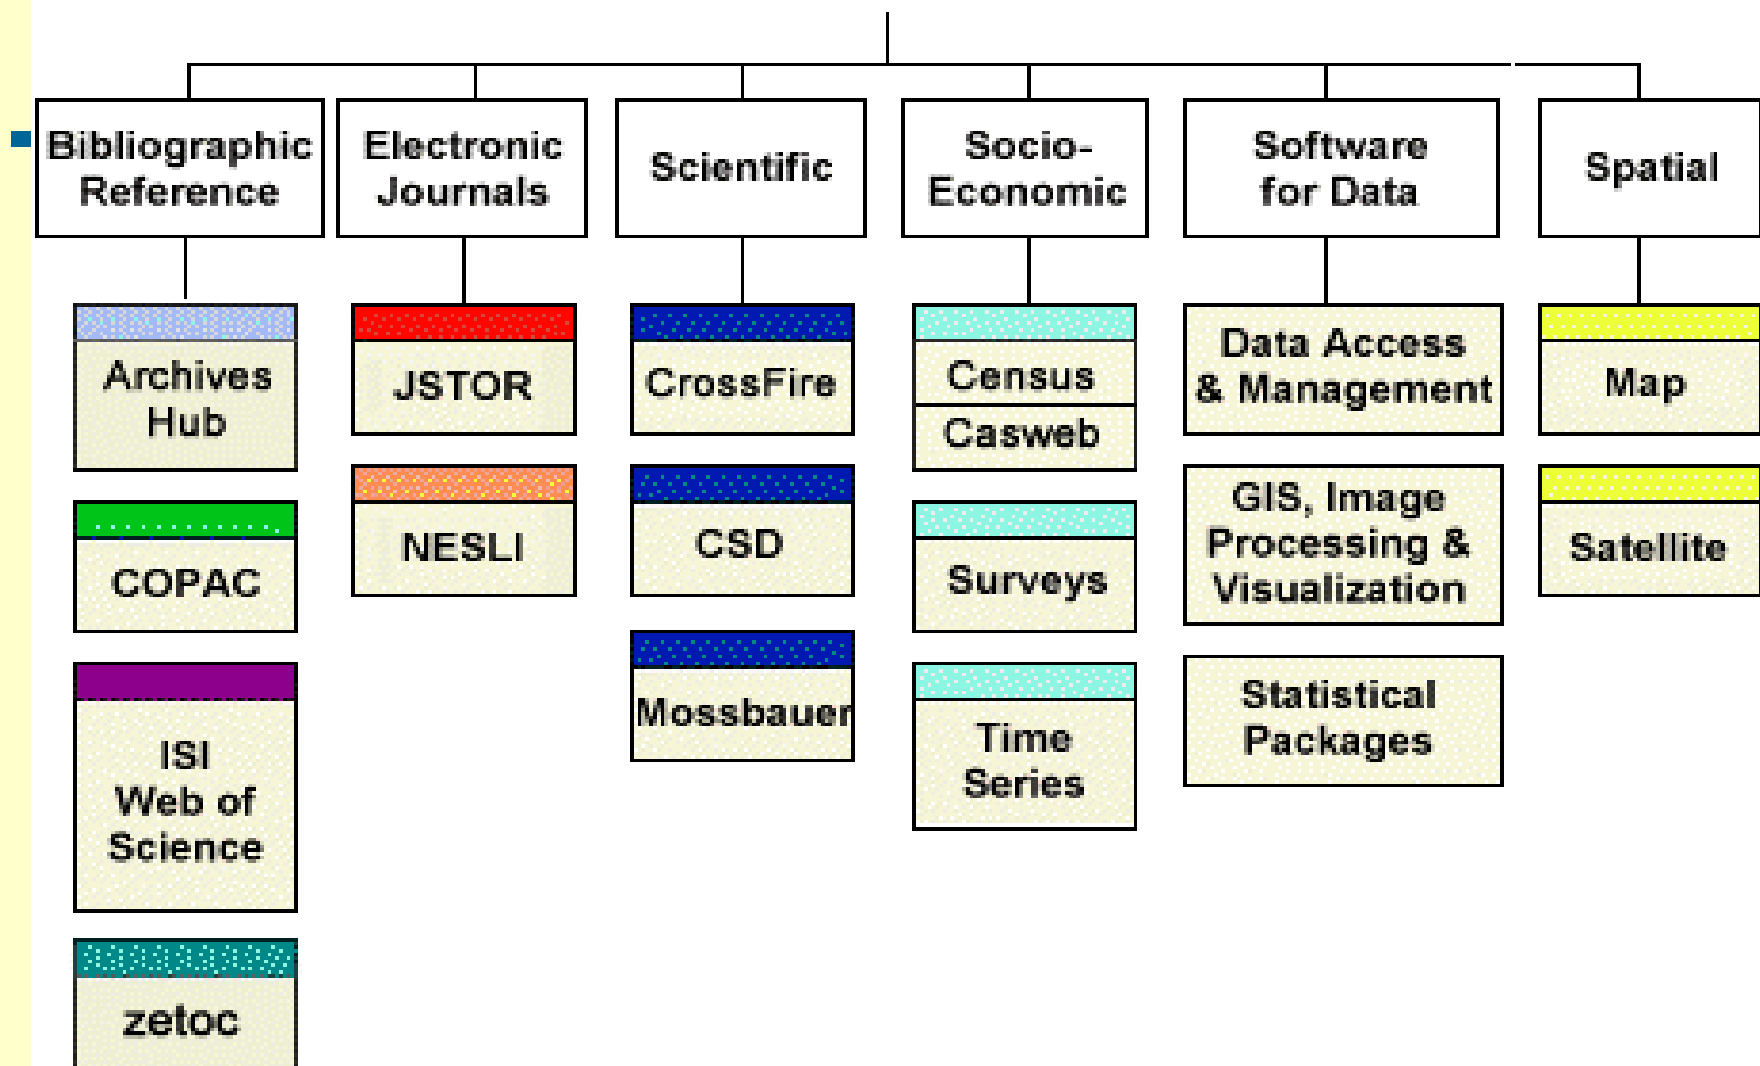 Bibliographic
Reference
Electronic
Journals
Scientific
Socio-
Economic
Software
for Data
Spatial
Archives
Hub
COPAC
ISI
Web of
Science
zetoc
JSTOR
NESLI
CrossFire
CSD
Mossbauer
Census
Casweb
Surveys
Time
Series
Data Access
& Management
GIS, Image
Processing &
Visualization
Statistical
Packages
Map
Satellite